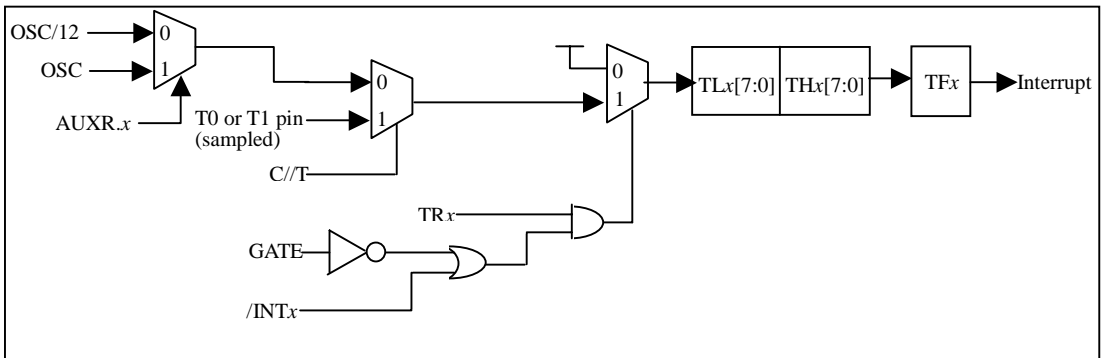 OSC/12
0
OSC
1
AUXR.x
0
T0 or T1 pin
(sampled)
1
C//T
0
1
TLx[7:0]
THx[7:0]
TFx
Interrupt
TRx
GATE
/INTx